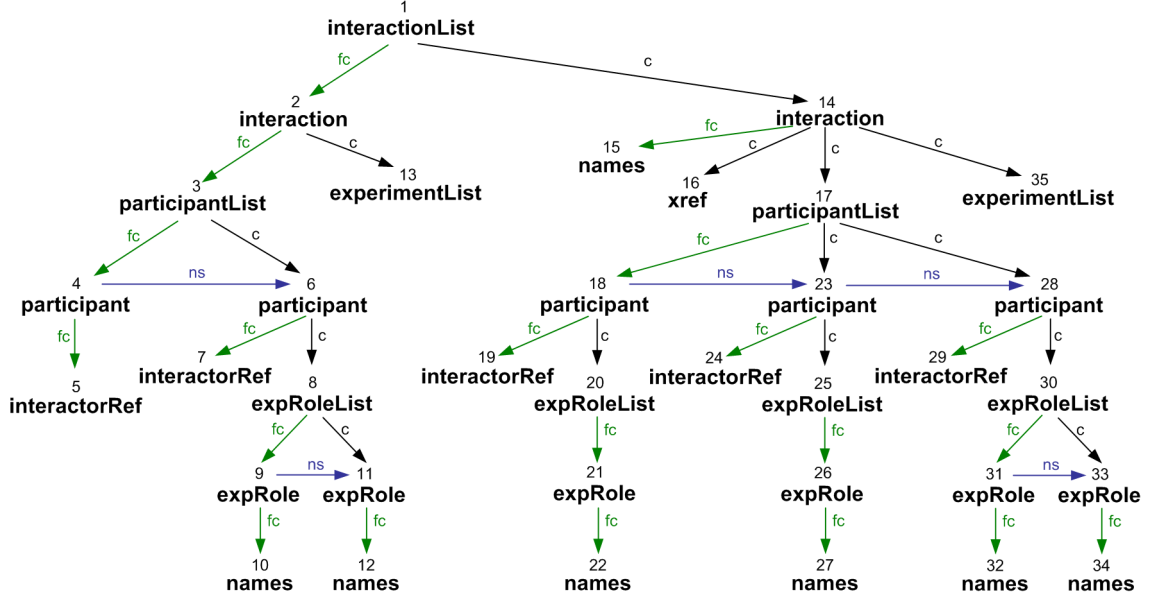 1
interactionList
fc
c
2
interaction
14
interaction
fc
c
fc
c
c
c
15
names
13
experimentList
16
xref
35
experimentList
3
participantList
17
participantList
fc
c
fc
c
c
ns
ns
ns
4
participant
6
participant
18
participant
23
participant
28
participant
fc
fc
c
fc
c
fc
c
fc
c
5
interactorRef
7
interactorRef
19
interactorRef
24
interactorRef
29
interactorRef
8
expRoleList
20
expRoleList
25
expRoleList
30
expRoleList
fc
c
fc
fc
fc
c
ns
ns
9
expRole
11
expRole
21
expRole
26
expRole
31
expRole
33
expRole
fc
fc
fc
fc
fc
fc
10
names
12
names
22
names
27
names
32
names
34
names